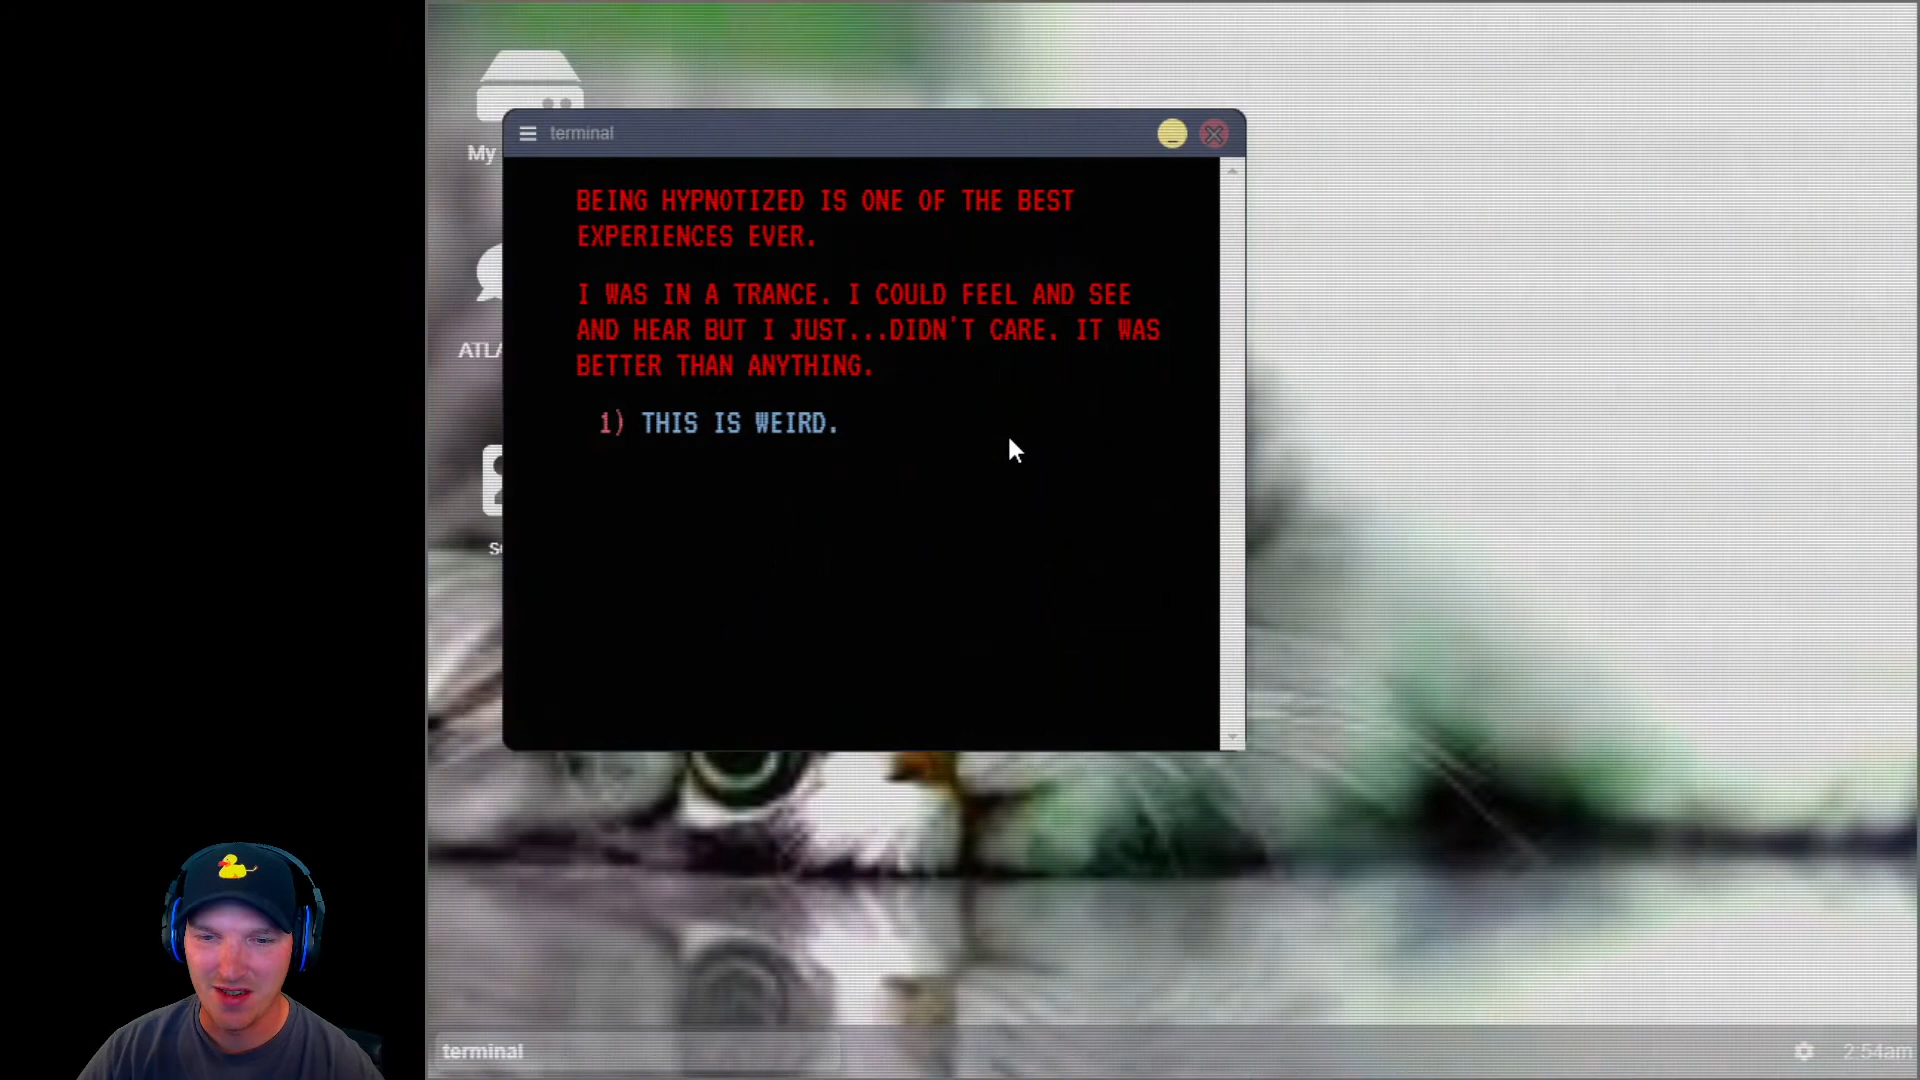 My
terminal
BEING HYPNOTIZED IS ONE OF THE BEST
EXPERIENCES EVER.
I WAS IN A TRANCE. I COULD FEEL AND SEE
AND HEAR BUT I JUST...DIDN'T CARE. IT WAS
BETTER THAN ANYTHING.
1) THIS IS WEIRD.
ATLA
terminal
2:54am